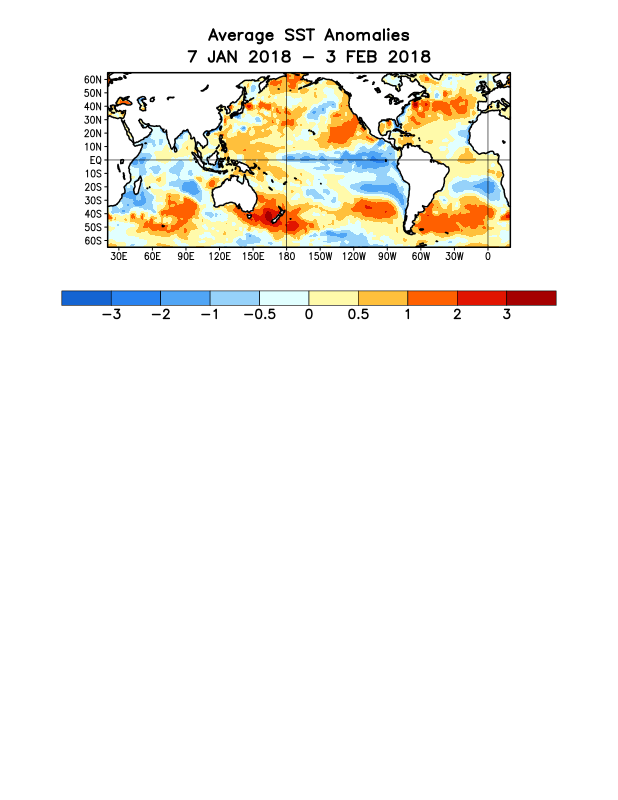 Average SST Anomalies
7 JAN 2018 − 3 FEB 2018
60N
50N
40N
30N
20N
10N
EQ
10S
20S
30S
40S
50S
60S
30E 60E 90E 120E 150E 180 150W 120W 90W 60W 30W 0
−3 −2 −1 −0.5 0 0.5 1 2 3